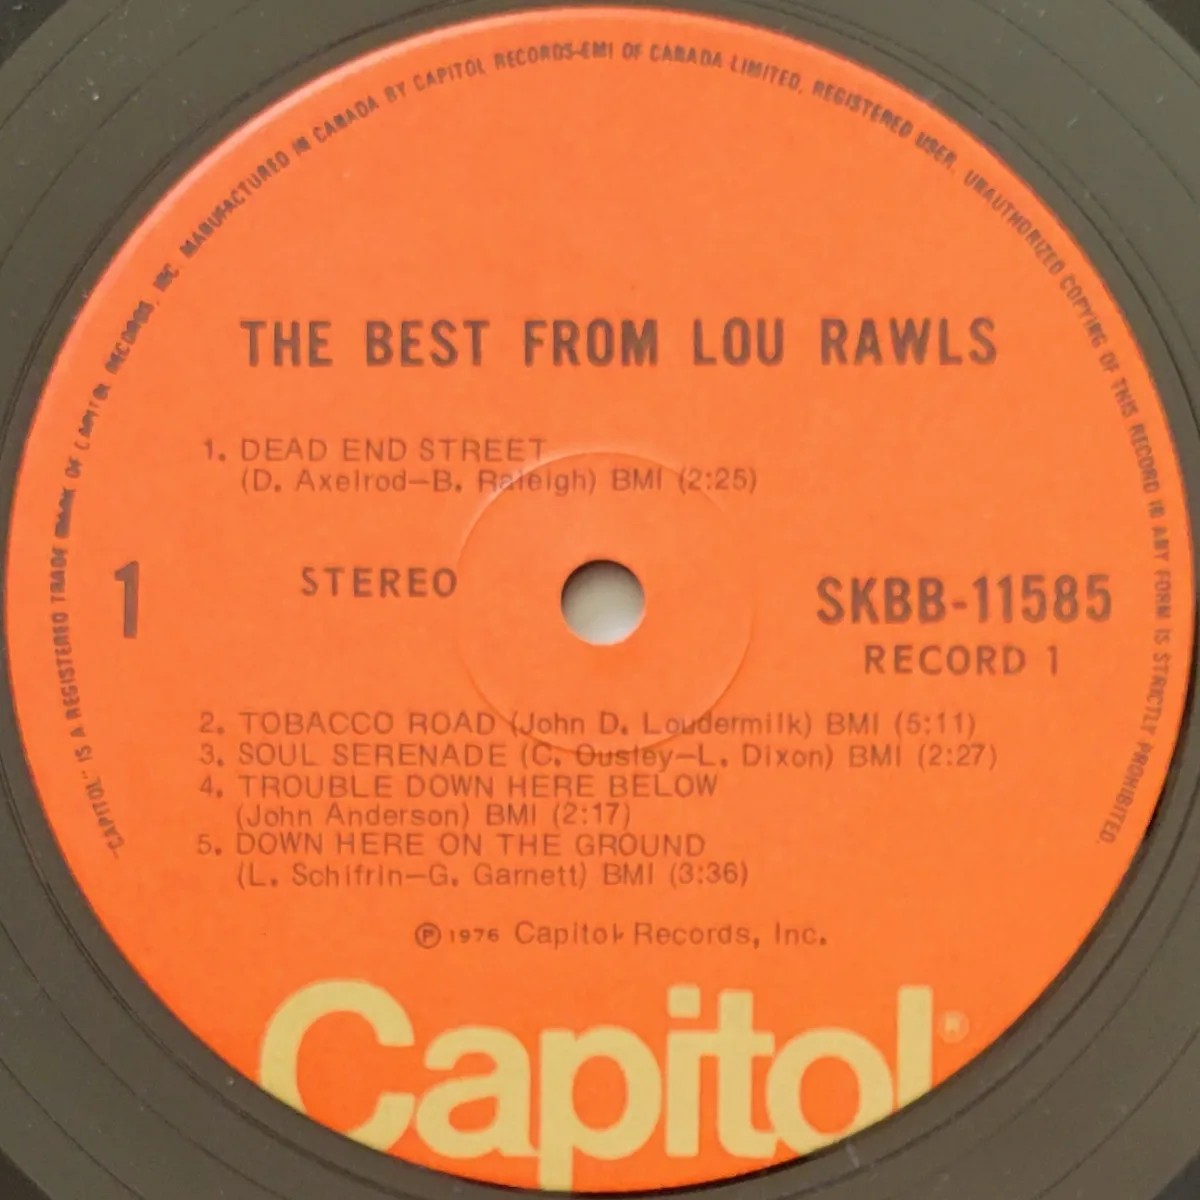 "CAPITOL" IS A REGISTERED TRADE MARK OF CAPITOL RECORDS, INC. MANUFACTURED IN CANADA BY CAPITOL RECORDS-EMI OF CANADA LIMITED, REGISTERED USER. UNAUTHORIZED COPYING OF THIS RECORD IN ANY FORM IS STRICTLY PROHIBITED.
THE BEST FROM LOU RAWLS
1. DEAD END STREET
(D. Axelrod—B. Raleigh) BMI (2:25)
1
STEREO
SKBB-11585
RECORD 1
2. TOBACCO ROAD (John D. Loudermilk) BMI (5:11)
3. SOUL SERENADE (C. Ousley—L. Dixon) BMI (2:27)
4. TROUBLE DOWN HERE BELOW
(John Anderson) BMI (2:17)
5. DOWN HERE ON THE GROUND
(L. Schifrin—G. Garnett) BMI (3:36)
Ⓟ 1976 Capitol Records, Inc.
Capitol®